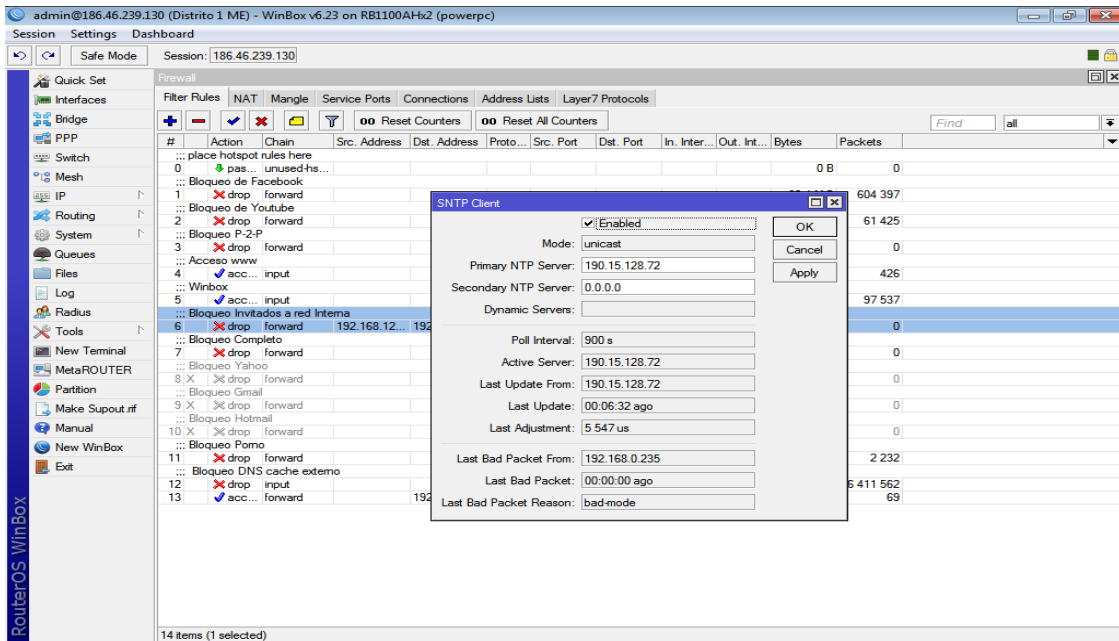 admin@186.46.239.130 (Distrito 1 ME) - WinBox v6.23 on RB1100AHx2 (powerpc)
Session Settings Dashboard
Safe Mode Session: 186.46.239.130
Quick Set
Interfaces
Bridge
PPP
Switch
Mesh
IP
Routing
System
Queues
Files
Log
Radius
Tools
New Terminal
MetaROUTER
Partition
Make Supout.rif
Manual
New WinBox
Exit
RouterOS WinBox
Firewall
Filter Rules NAT Mangle Service Ports Connections Address Lists Layer7 Protocols
00 Reset Counters 00 Reset All Counters Find all
# Action Chain Src. Address Dst. Address Proto... Src. Port Dst. Port In. Inter... Out. Int... Bytes Packets
;;; place hotspot rules here
0 pas... unused-hs... 0 B 0
;;; Bloqueo de Facebook
1 drop forward 604 397
;;; Bloqueo de Youtube
2 drop forward 61 425
;;; Bloqueo P-2-P
3 drop forward 0
;;; Acceso www
4 acc... input 426
;;; Winbox
5 acc... input 97 537
;;; Bloqueo Invitados a red Interna
6 drop forward 192.168.12... 192 0
;;; Bloqueo Completo
7 drop forward 0
;;; Bloqueo Yahoo
8 X drop forward 0
;;; Bloqueo Gmail
9 X drop forward 0
;;; Bloqueo Hotmail
10 X drop forward 0
;;; Bloqueo Porno
11 drop forward 2 232
;;; Bloqueo DNS cache externo
12 drop input 6 411 562
13 acc... forward 192 69
14 items (1 selected)
SNTP Client
Enabled
Mode: unicast
Primary NTP Server: 190.15.128.72
Secondary NTP Server: 0.0.0.0
Dynamic Servers:
Poll Interval: 900 s
Active Server: 190.15.128.72
Last Update From: 190.15.128.72
Last Update: 00:06:32 ago
Last Adjustment: 5 547 us
Last Bad Packet From: 192.168.0.235
Last Bad Packet: 00:00:00 ago
Last Bad Packet Reason: bad-mode
OK
Cancel
Apply